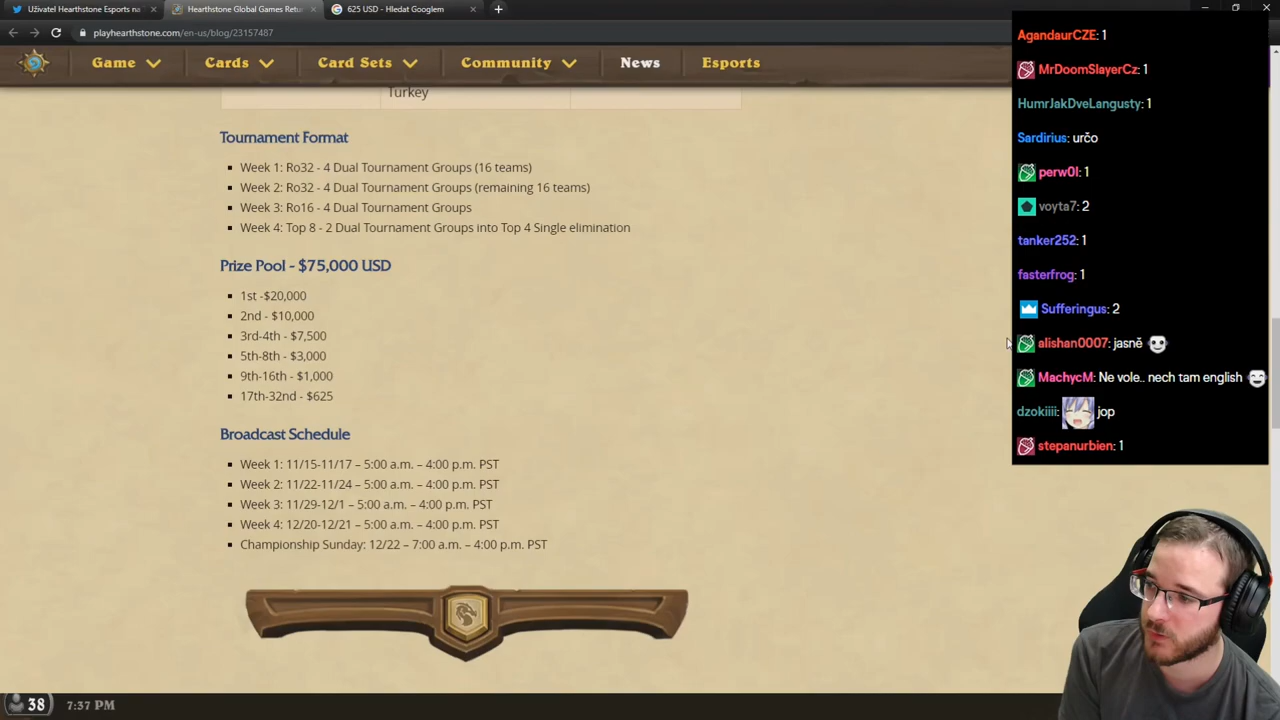 Uživatel Hearthstone Esports na
Hearthstone Global Games Retu
625 USD - Hledat Googlem
playhearthstone.com/en-us/blog/23157487
Game
Cards
Card Sets
Community
News
Esports
Turkey
Tournament Format
Week 1: Ro32 - 4 Dual Tournament Groups (16 teams)
Week 2: Ro32 - 4 Dual Tournament Groups (remaining 16 teams)
Week 3: Ro16 - 4 Dual Tournament Groups
Week 4: Top 8 - 2 Dual Tournament Groups into Top 4 Single elimination
Prize Pool - $75,000 USD
1st -$20,000
2nd - $10,000
3rd-4th - $7,500
5th-8th - $3,000
9th-16th - $1,000
17th-32nd - $625
Broadcast Schedule
Week 1: 11/15-11/17 – 5:00 a.m. – 4:00 p.m. PST
Week 2: 11/22-11/24 – 5:00 a.m. – 4:00 p.m. PST
Week 3: 11/29-12/1 – 5:00 a.m. – 4:00 p.m. PST
Week 4: 12/20-12/21 – 5:00 a.m. – 4:00 p.m. PST
Championship Sunday: 12/22 – 7:00 a.m. – 4:00 p.m. PST
AgandaurCZE: 1
MrDoomSlayerCz: 1
HumrJakDveLangusty: 1
Sardirius: určo
perw0l: 1
voyta7: 2
tanker252: 1
fasterfrog: 1
Sufferingus: 2
alishan0007: jasně
MachycM: Ne vole.. nech tam english
dzokiiii: jop
stepanurbien: 1
38
7:37 PM